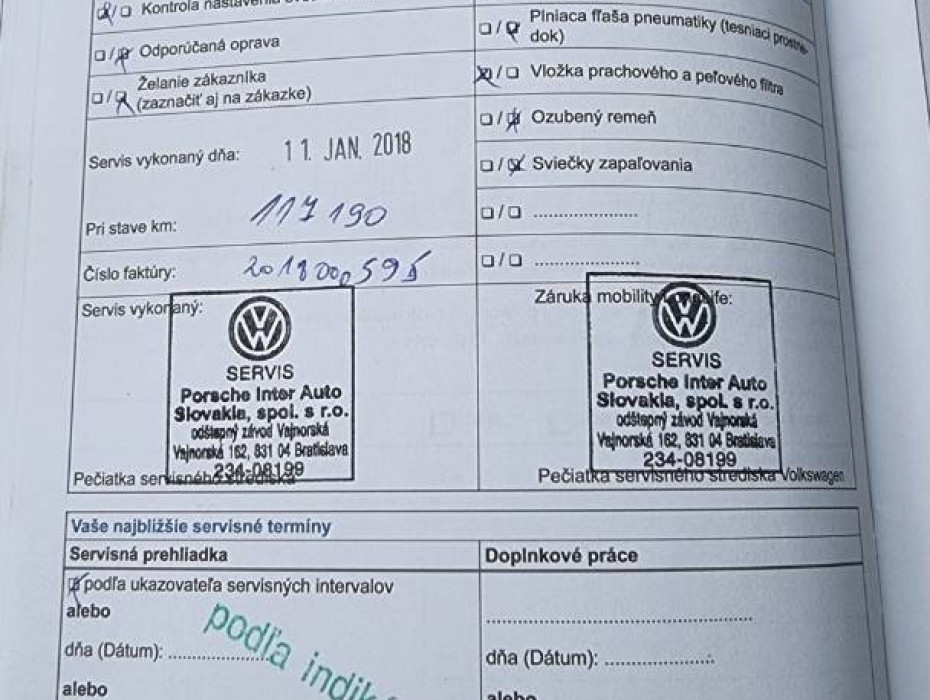 Kontrola nastavenia
Odporúčaná oprava
Želanie zákazníka
(zaznačiť aj na zákazke)
Servis vykonaný dňa: 11. JAN. 2018
Pri stave km: 117 190
Číslo faktúry: 201800595
Servis vykonaný:
SERVIS
Porsche Inter Auto
Slovakia, spol. s r.o.
odštepný závod Vajnorská
Vajnorská 162, 831 04 Bratislava
234-08199
Pečiatka servisného strediska
Plniaca fľaša pneumatiky (tesniaci prostrie-
dok)
Vložka prachového a peľového filtra
Ozubený remeň
Sviečky zapaľovania
Záruka mobility
SERVIS
Porsche Inter Auto
Slovakia, spol. s r.o.
odštepný závod Vajnorská
Vajnorská 162, 831 04 Bratislava
234-08199
Pečiatka servisného strediska Volkswagen
Vaše najbližšie servisné termíny
Servisná prehliadka
podľa ukazovateľa servisných intervalov
alebo
dňa (Dátum):
alebo
podľa indik
Doplnkové práce
dňa (Dátum):
alebo